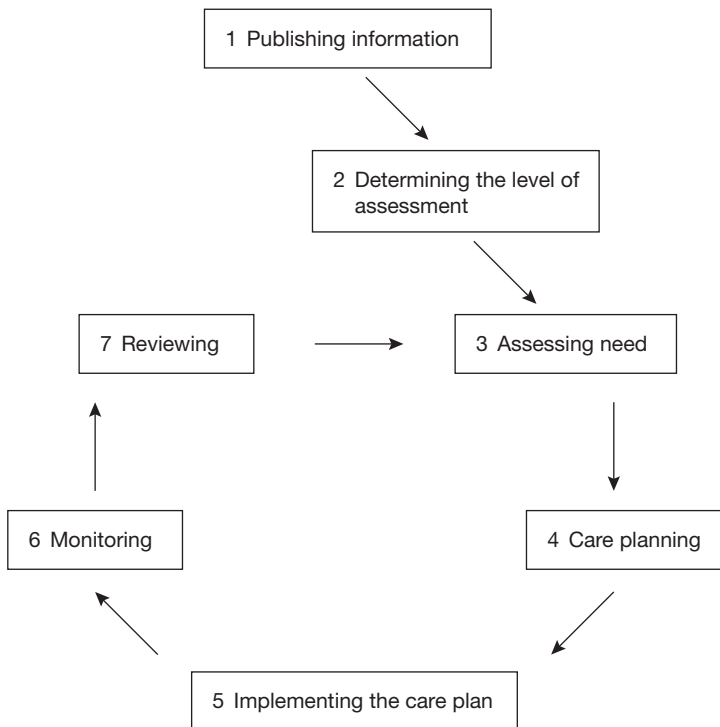 1 Publishing information
2 Determining the level of
assessment
7 Reviewing
3 Assessing need
6 Monitoring
4 Care planning
5 Implementing the care plan